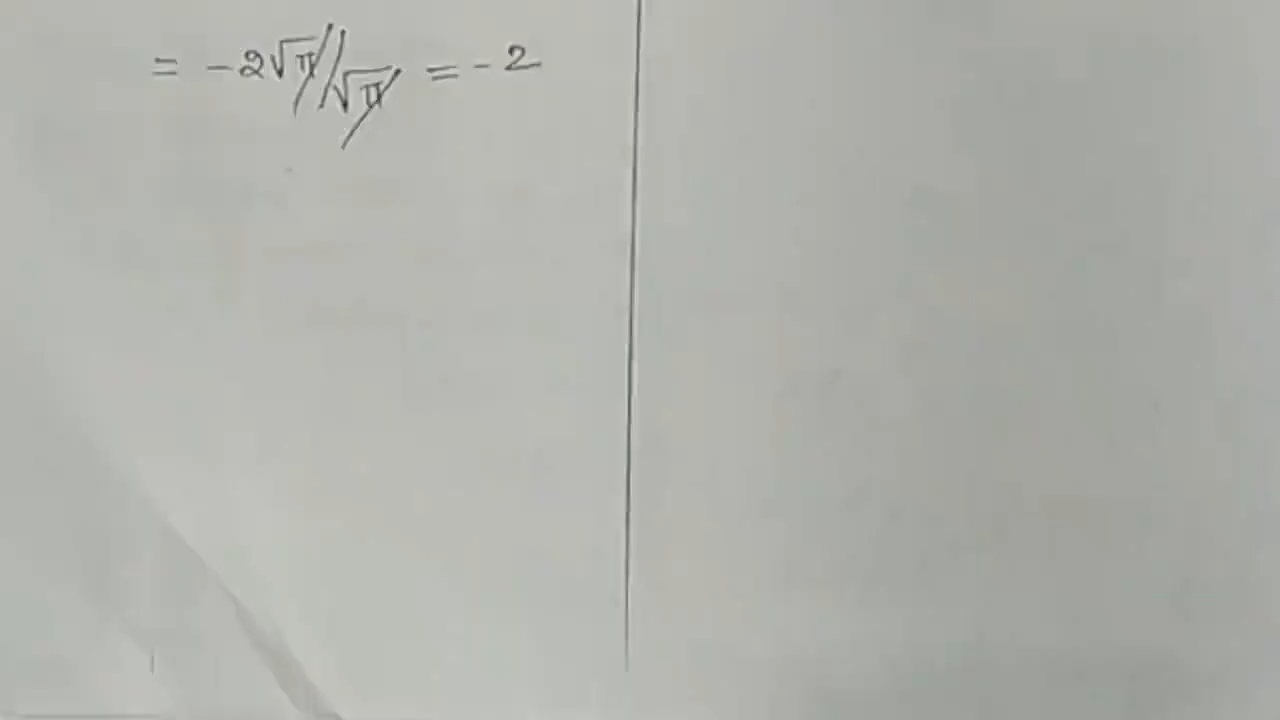 = -2√π/√π = -2